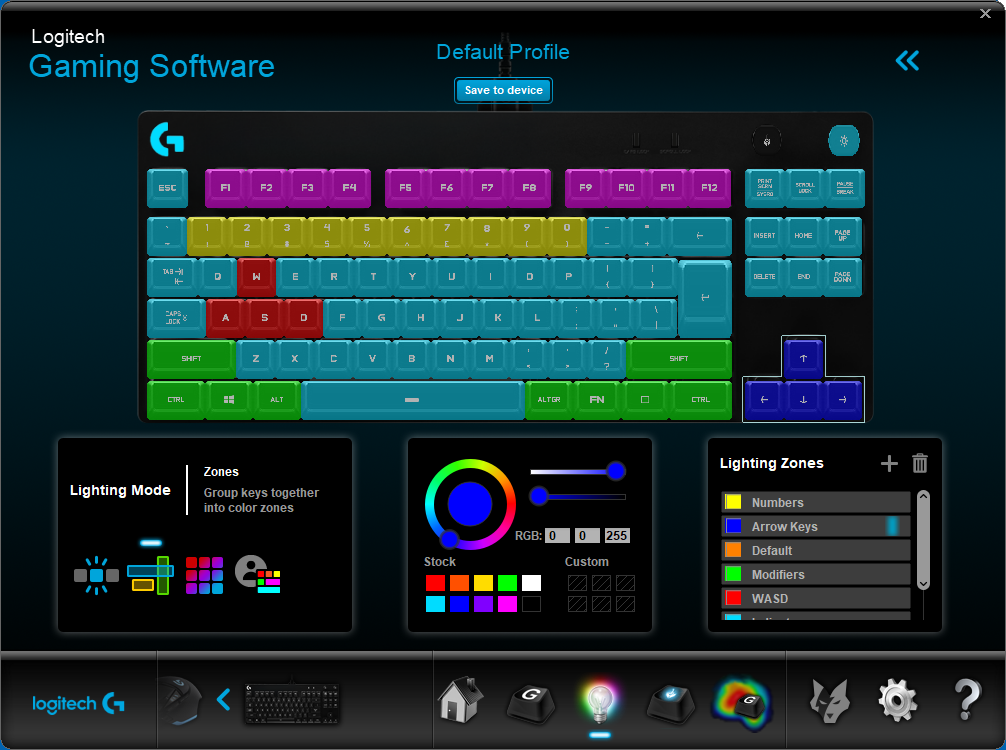 Logitech
Gaming Software
Default Profile
Save to device
ESC F1 F2 F3 F4 F5 F6 F7 F8 F9 F10 F11 F12 PRINT SCRN SYSRQ SCROLL LOCK PAUSE BREAK
1 2 3 4 5 6 7 8 9 0 INSERT HOME PAGE UP
TAB Q W E R T Y U I O P DELETE END PAGE DOWN
CAPS LOCK A S D F G H J K L
SHIFT Z X C V B N M SHIFT ↑
CTRL ALT ALTGR FN CTRL ← ↓ →
Lighting Mode
Zones
Group keys together
into color zones
RGB: 0 0 255
Stock Custom
Lighting Zones
Numbers
Arrow Keys
Default
Modifiers
WASD
logitech G